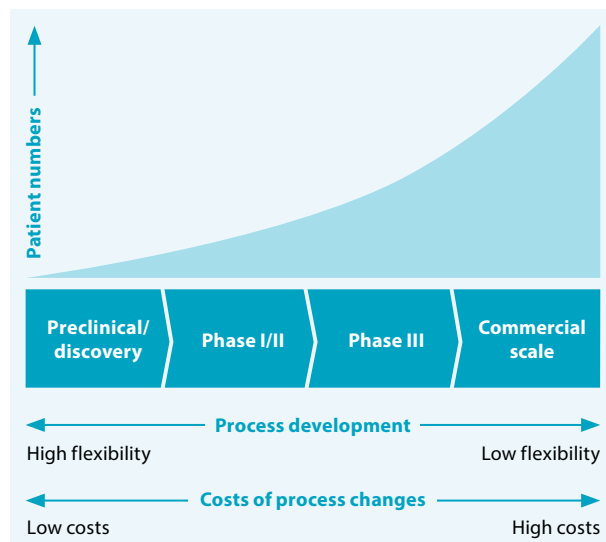 Patient numbers
Preclinical/
discovery
Phase I/II
Phase III
Commercial
scale
Process development
High flexibility
Low flexibility
Costs of process changes
Low costs
High costs